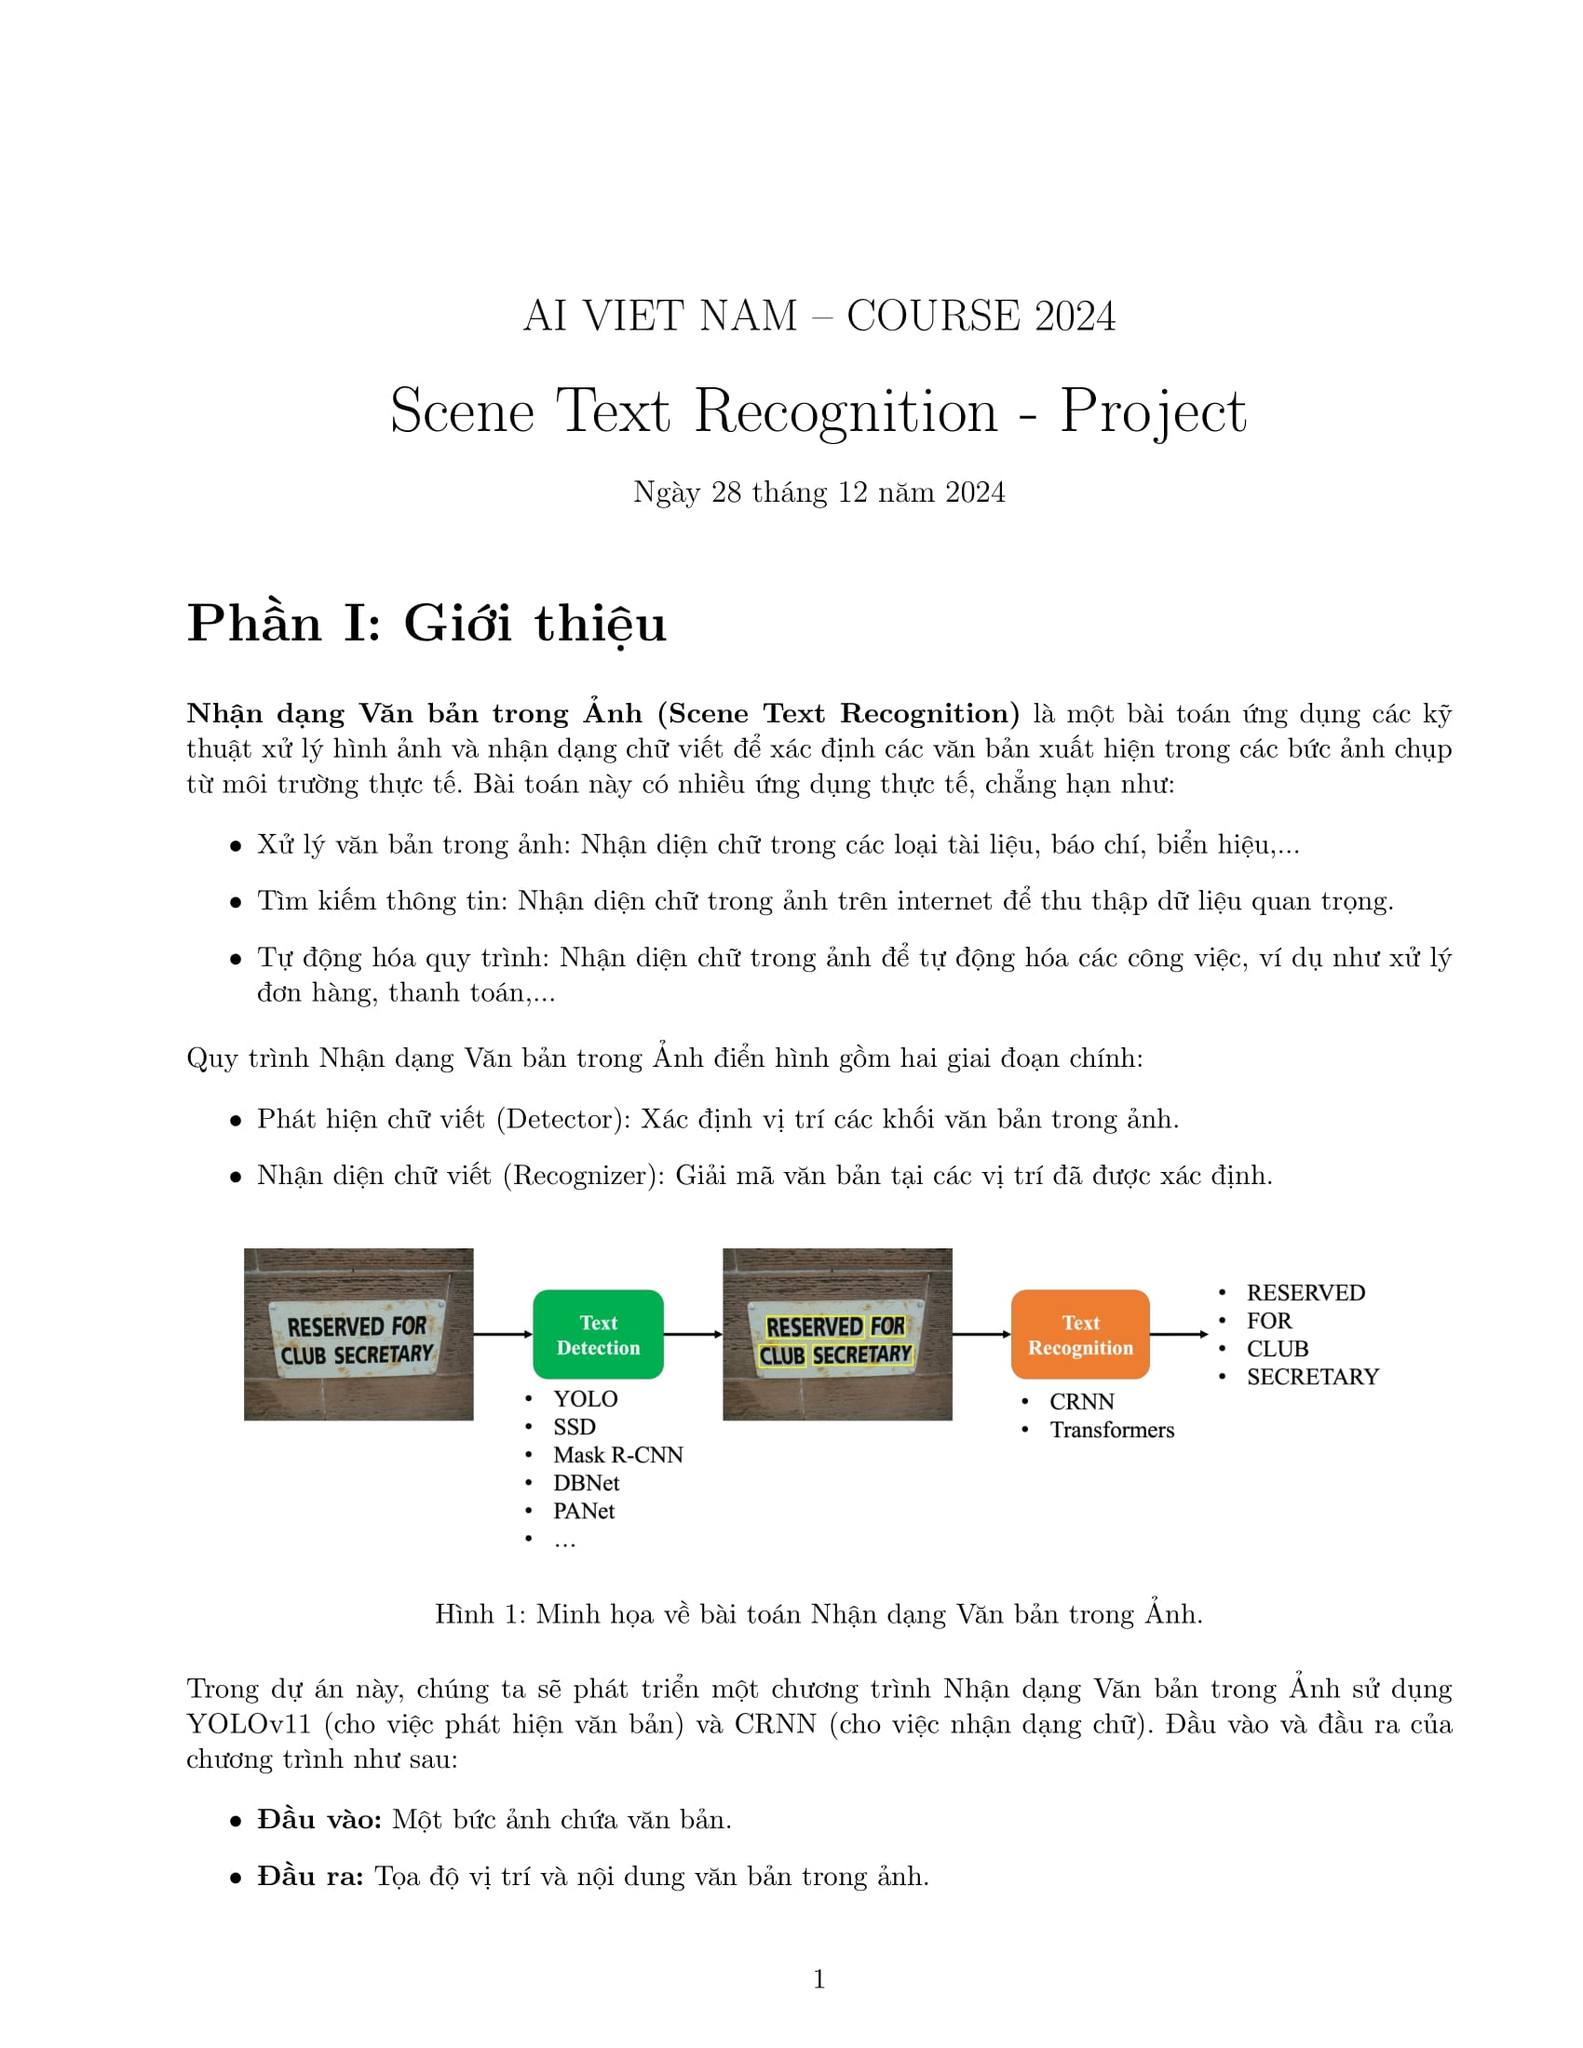 AI VIET NAM – COURSE 2024
Scene Text Recognition - Project
Ngày 28 tháng 12 năm 2024
Phần I: Giới thiệu
Nhận dạng Văn bản trong Ảnh (Scene Text Recognition) là một bài toán ứng dụng các kỹ
thuật xử lý hình ảnh và nhận dạng chữ viết để xác định các văn bản xuất hiện trong các bức ảnh chụp
từ môi trường thực tế. Bài toán này có nhiều ứng dụng thực tế, chẳng hạn như:
• Xử lý văn bản trong ảnh: Nhận diện chữ trong các loại tài liệu, báo chí, biển hiệu,...
• Tìm kiếm thông tin: Nhận diện chữ trong ảnh trên internet để thu thập dữ liệu quan trọng.
• Tự động hóa quy trình: Nhận diện chữ trong ảnh để tự động hóa các công việc, ví dụ như xử lý
đơn hàng, thanh toán,...
Quy trình Nhận dạng Văn bản trong Ảnh điển hình gồm hai giai đoạn chính:
• Phát hiện chữ viết (Detector): Xác định vị trí các khối văn bản trong ảnh.
• Nhận diện chữ viết (Recognizer): Giải mã văn bản tại các vị trí đã được xác định.
RESERVED FOR
CLUB SECRETARY
Text
Detection
• YOLO
• SSD
• Mask R-CNN
• DBNet
• PANet
• …
RESERVED FOR
CLUB SECRETARY
Text
Recognition
• CRNN
• Transformers
• RESERVED
• FOR
• CLUB
• SECRETARY
Hình 1: Minh họa về bài toán Nhận dạng Văn bản trong Ảnh.
Trong dự án này, chúng ta sẽ phát triển một chương trình Nhận dạng Văn bản trong Ảnh sử dụng
YOLOv11 (cho việc phát hiện văn bản) và CRNN (cho việc nhận dạng chữ). Đầu vào và đầu ra của
chương trình như sau:
• Đầu vào: Một bức ảnh chứa văn bản.
• Đầu ra: Tọa độ vị trí và nội dung văn bản trong ảnh.
1